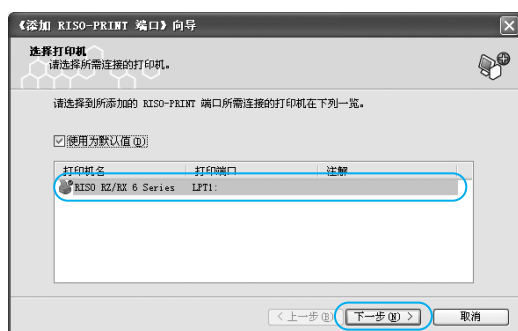 《添加 RISO-PRINT 端口》向导
选择打印机
请选择所需连接的打印机。
请选择到所添加的 RISO-PRINT 端口所需连接的打印机在下列一览。
使用为默认值(D)
打印机名 打印端口 注解
RISO RZ/RX 6 Series LPT1:
< 上一步(B) 下一步(N) > 取消